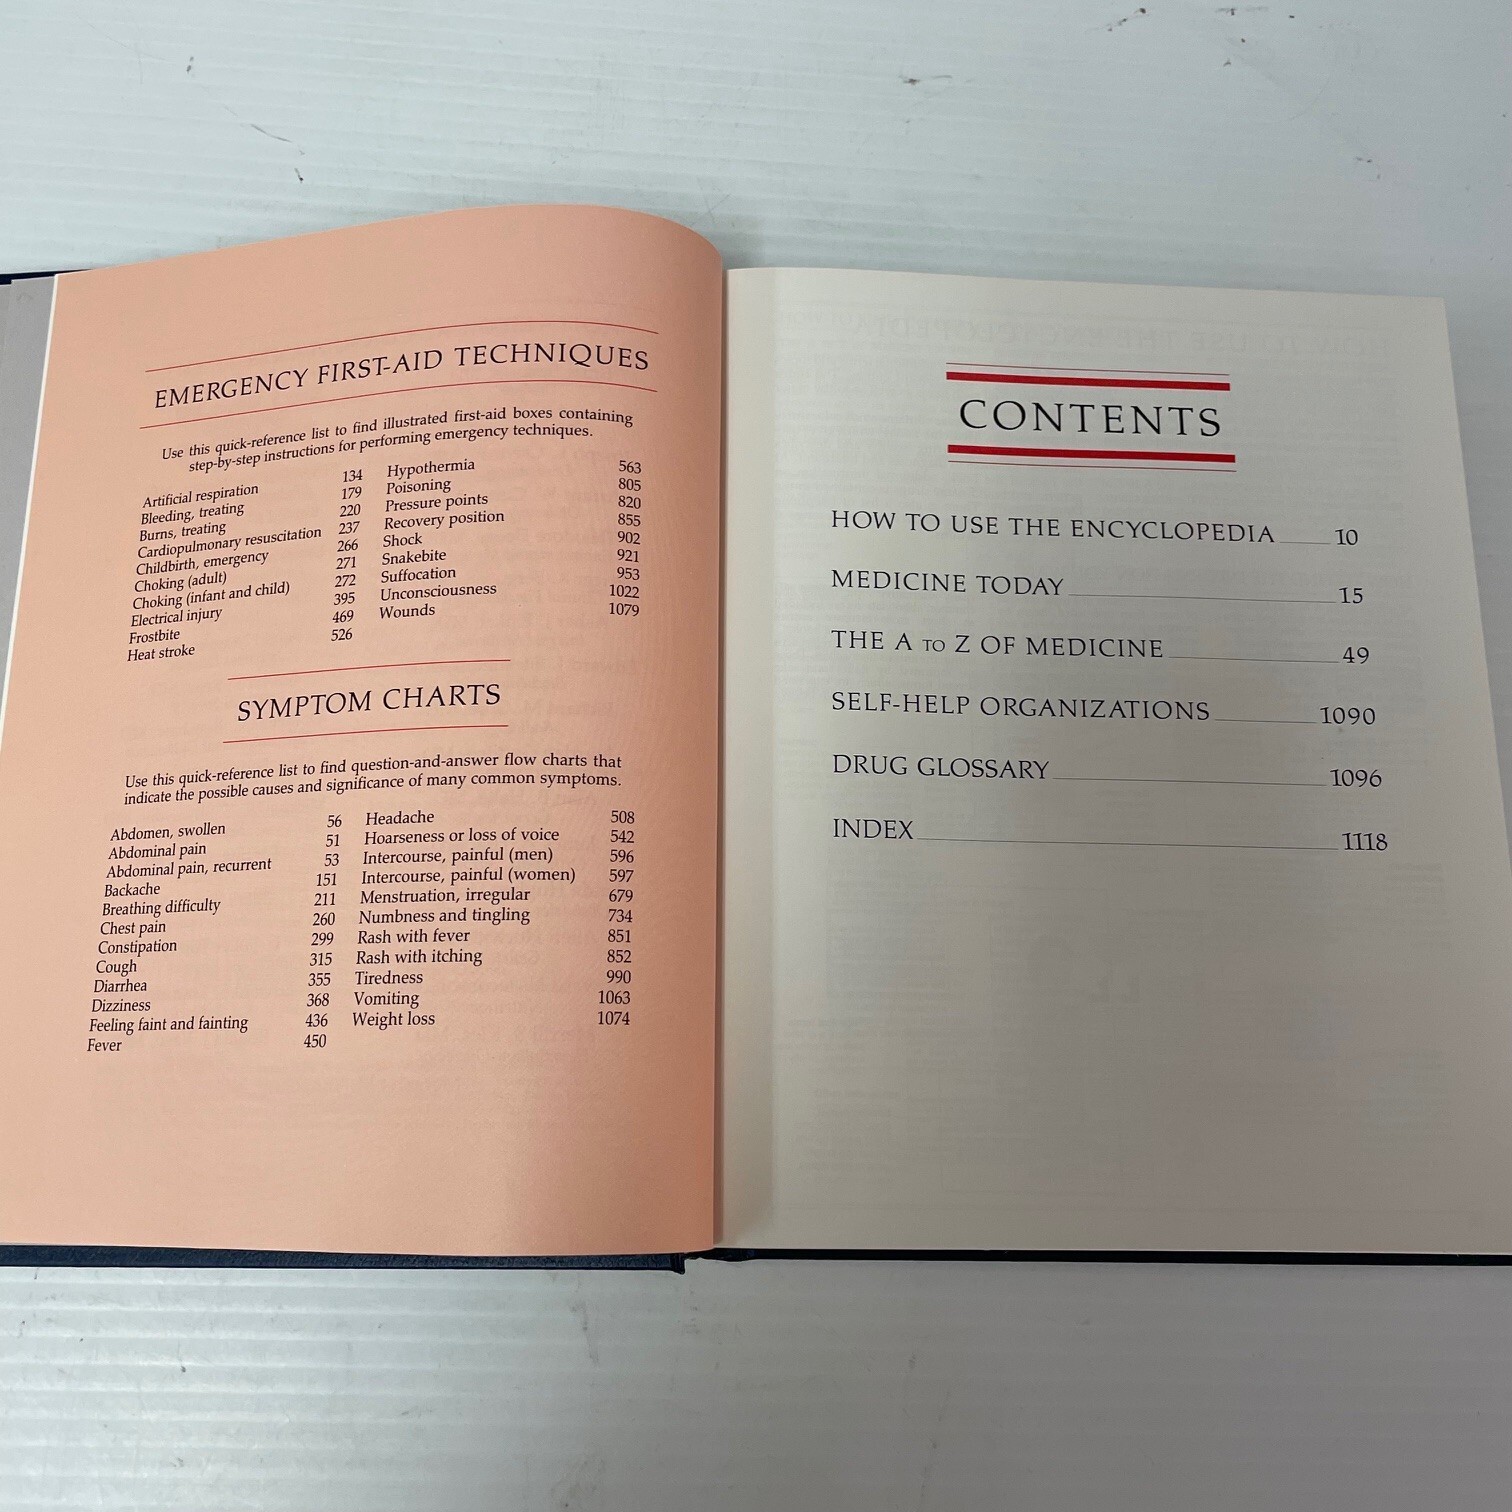 EMERGENCY FIRST-AID TECHNIQUES
Use this quick-reference list to find illustrated first-aid boxes containing
step-by-step instructions for performing emergency techniques.
Artificial respiration 134
Bleeding, treating 179
Burns, treating 220
Cardiopulmonary resuscitation 237
Childbirth, emergency 266
Choking (adult) 271
Choking (infant and child) 272
Electrical injury 395
Frostbite 469
Heat stroke 526
Hypothermia 563
Poisoning 805
Pressure points 820
Recovery position 855
Shock 902
Snakebite 921
Suffocation 953
Unconsciousness 1022
Wounds 1079
SYMPTOM CHARTS
Use this quick-reference list to find question-and-answer flow charts that
indicate the possible causes and significance of many common symptoms.
Abdomen, swollen 56
Abdominal pain 51
Abdominal pain, recurrent 53
Backache 151
Breathing difficulty 211
Chest pain 260
Constipation 299
Cough 315
Diarrhea 355
Dizziness 368
Feeling faint and fainting 436
Fever 450
Headache 508
Hoarseness or loss of voice 542
Intercourse, painful (men) 596
Intercourse, painful (women) 597
Menstruation, irregular 679
Numbness and tingling 734
Rash with fever 851
Rash with itching 852
Tiredness 990
Vomiting 1063
Weight loss 1074
CONTENTS
HOW TO USE THE ENCYCLOPEDIA 10
MEDICINE TODAY 15
THE A TO Z OF MEDICINE 49
SELF-HELP ORGANIZATIONS 1090
DRUG GLOSSARY 1096
INDEX 1118